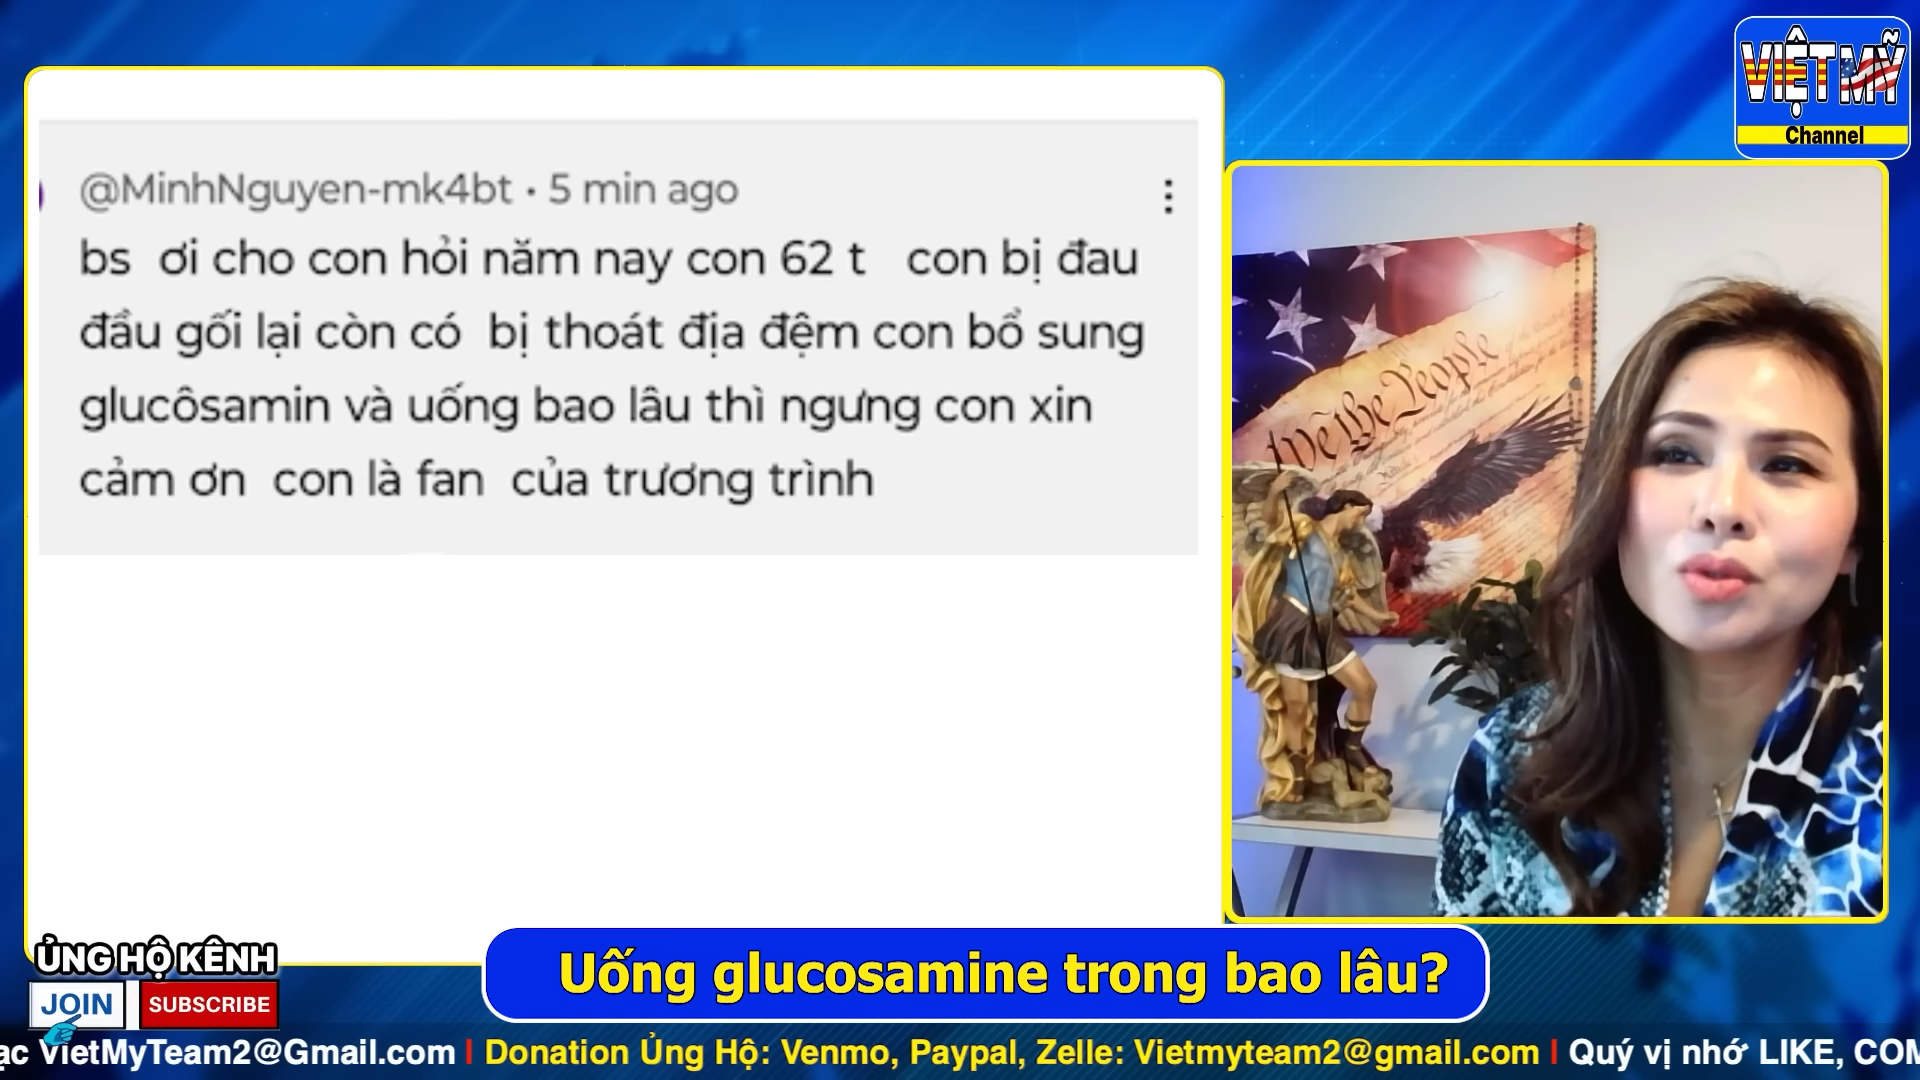 VIỆT MỸ
Channel
@MinhNguyen-mk4bt • 5 min ago
bs ơi cho con hỏi năm nay con 62 t con bị đau
đầu gối lại còn có bị thoát địa đệm con bổ sung
glucôsamin và uống bao lâu thì ngưng con xin
cảm ơn con là fan của trương trình
We the People
ỦNG HỘ KÊNH
JOIN
SUBSCRIBE
Uống glucosamine trong bao lâu?
ạc VietMyTeam2@Gmail.com | Donation Ủng Hộ: Venmo, Paypal, Zelle: Vietmyteam2@gmail.com | Quý vị nhớ LIKE, COM